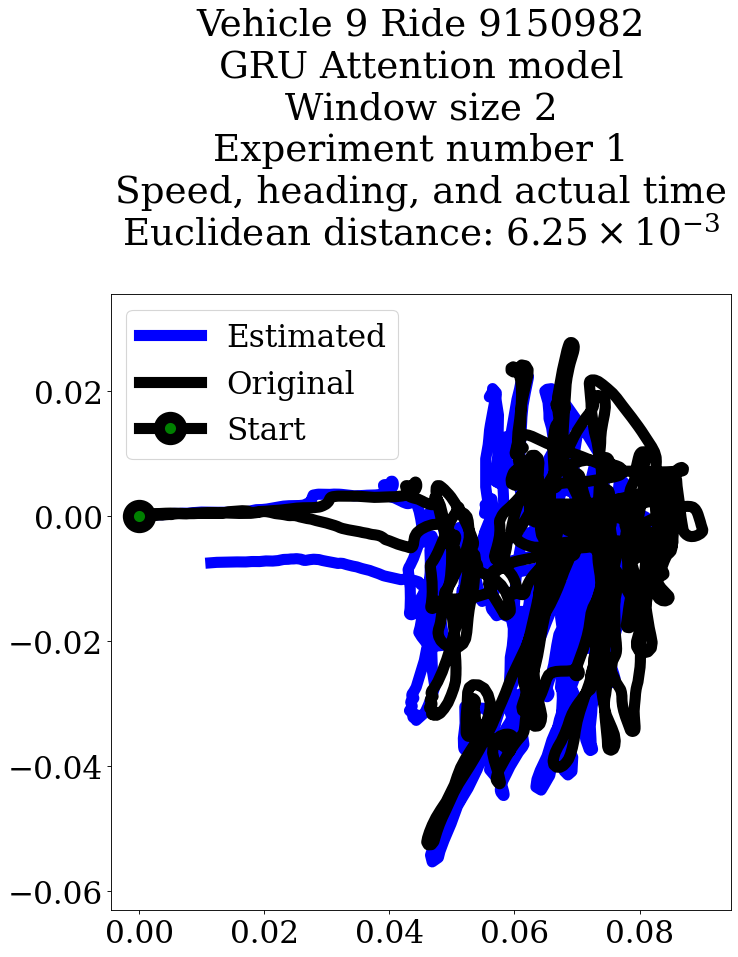 Vehicle 9 Ride 9150982
GRU Attention model
Window size 2
Experiment number 1
Speed, heading, and actual time
Euclidean distance: 6.25 × 10⁻³
Estimated
Original
Start
0.02
0.00
−0.02
−0.04
−0.06
0.00 0.02 0.04 0.06 0.08